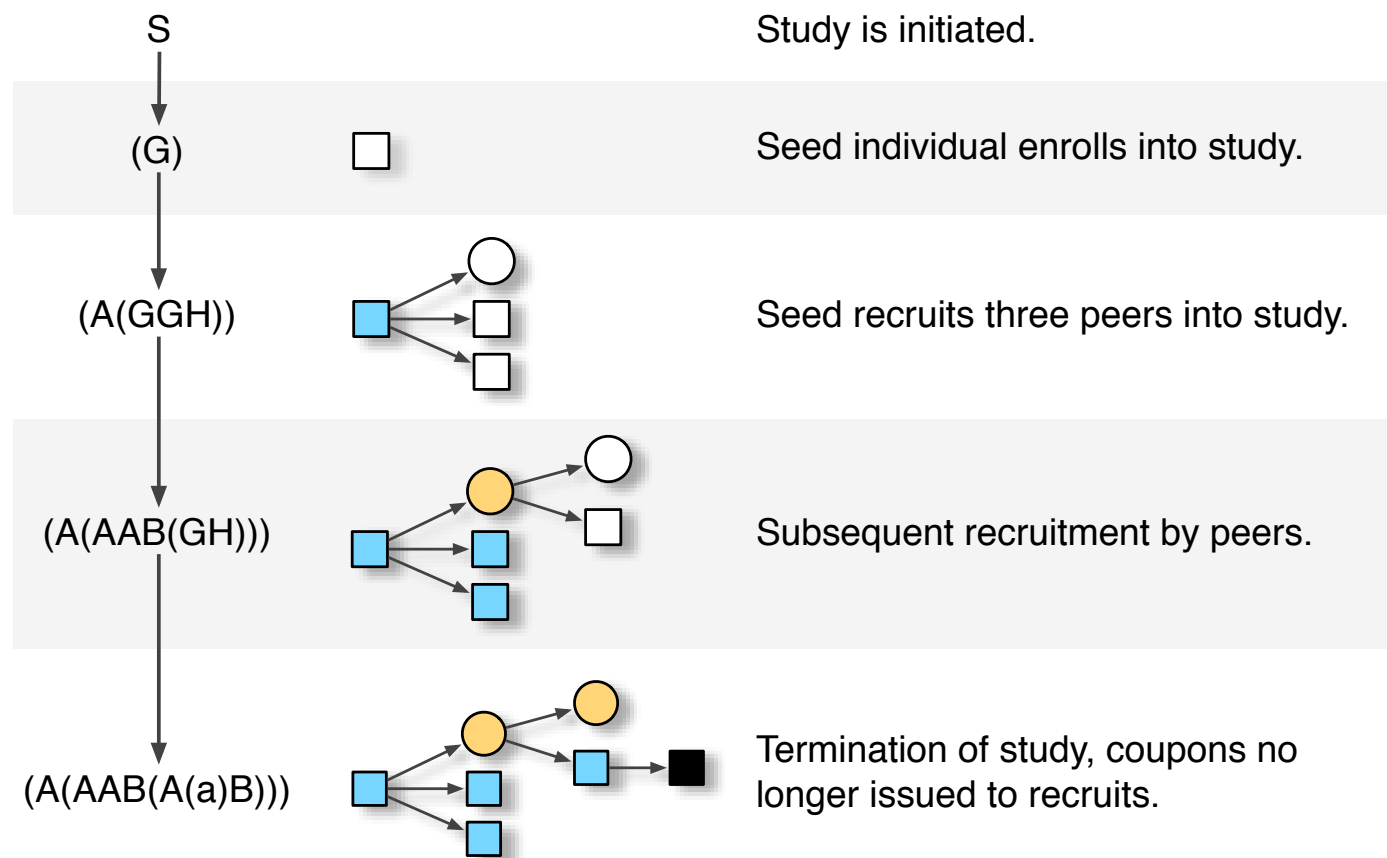 S
Study is initiated.
(G)
Seed individual enrolls into study.
(A(GGH))
Seed recruits three peers into study.
(A(AAB(GH)))
Subsequent recruitment by peers.
(A(AAB(A(a)B)))
Termination of study, coupons no
longer issued to recruits.